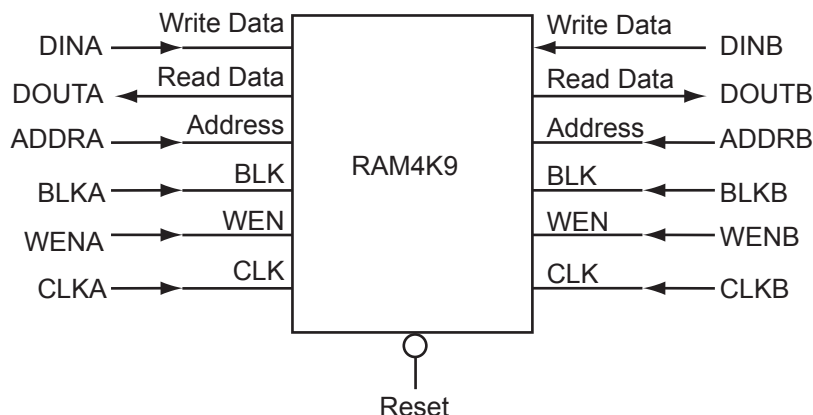 DINA Write Data Write Data DINB
DOUTA Read Data Read Data DOUTB
ADDRA Address Address ADDRB
RAM4K9
BLKA BLK BLK BLKB
WENA WEN WEN WENB
CLKA CLK CLK CLKB
Reset